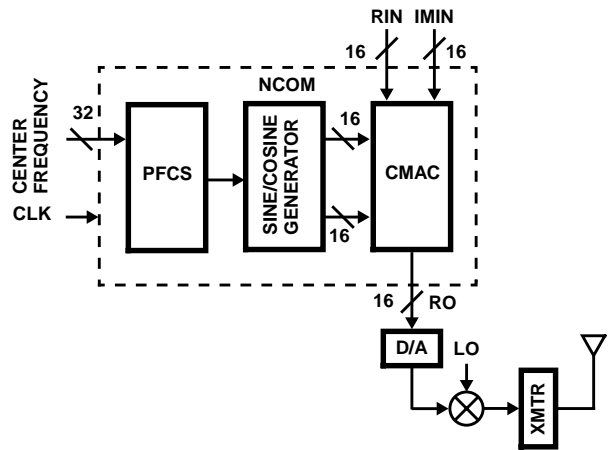 RIN IMIN
16 16
NCOM
CENTER
FREQUENCY
32
CLK
PFCS
SINE/COSINE
GENERATOR
16
16
CMAC
16 RO
D/A
LO
XMTR